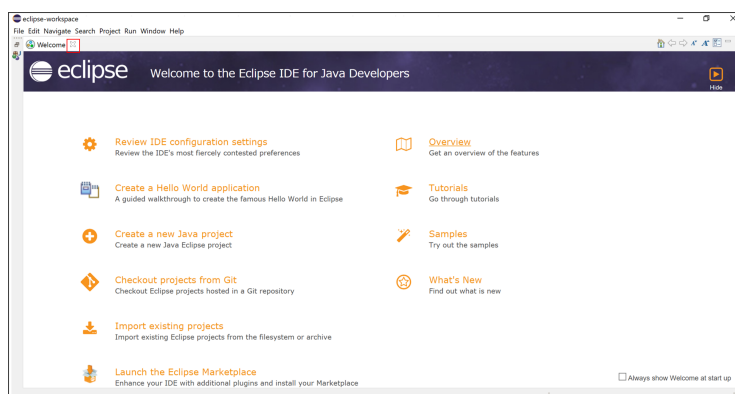 eclipse-workspace
File Edit Navigate Search Project Run Window Help
Welcome
eclipse Welcome to the Eclipse IDE for Java Developers
Hide
Review IDE configuration settings
Review the IDE's most fiercely contested preferences
Overview
Get an overview of the features
Create a Hello World application
A guided walkthrough to create the famous Hello World in Eclipse
Tutorials
Go through tutorials
Create a new Java project
Create a new Java Eclipse project
Samples
Try out the samples
Checkout projects from Git
Checkout Eclipse projects hosted in a Git repository
What's New
Find out what is new
Import existing projects
Import existing Eclipse projects from the filesystem or archive
Launch the Eclipse Marketplace
Enhance your IDE with additional plugins and install your Marketplace
Always show Welcome at start up